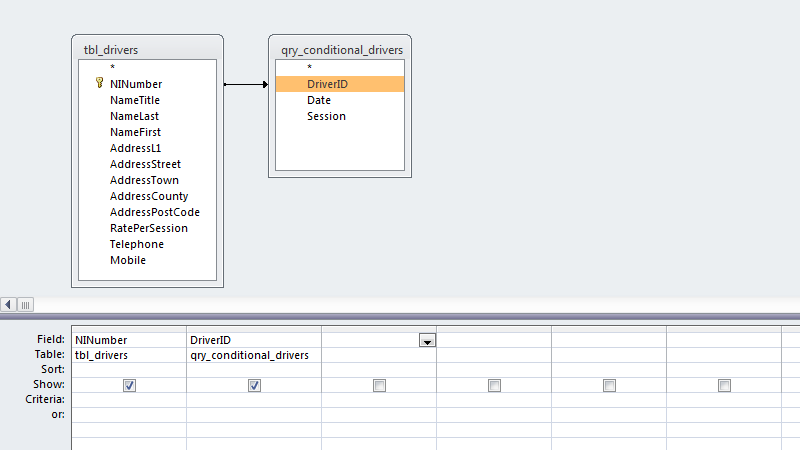 tbl_drivers
*
NINumber
NameTitle
NameLast
NameFirst
AddressL1
AddressStreet
AddressTown
AddressCounty
AddressPostCode
RatePerSession
Telephone
Mobile
qry_conditional_drivers
*
DriverID
Date
Session
Field: NINumber DriverID
Table: tbl_drivers qry_conditional_drivers
Sort:
Show:
Criteria:
or: